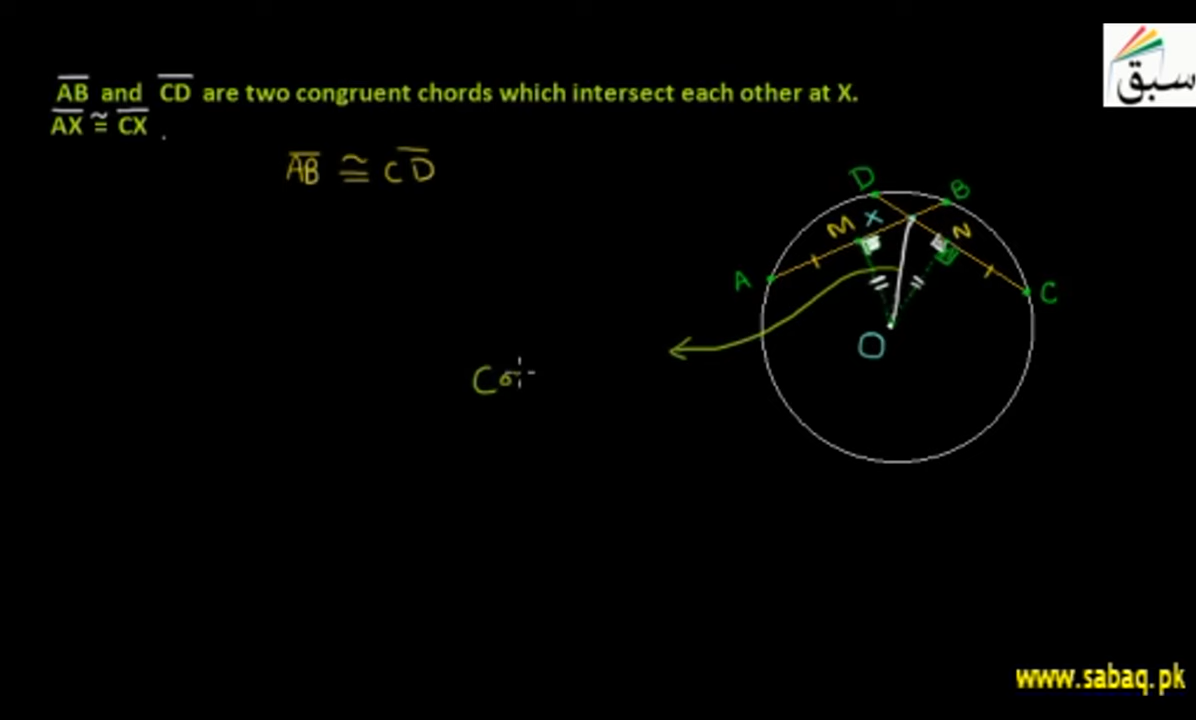 AB and CD are two congruent chords which intersect each other at X.
AX ≅ CX .
AB ≅ CD
سبق
D
B
M X
N
A
C
O
Co
www.sabaq.pk